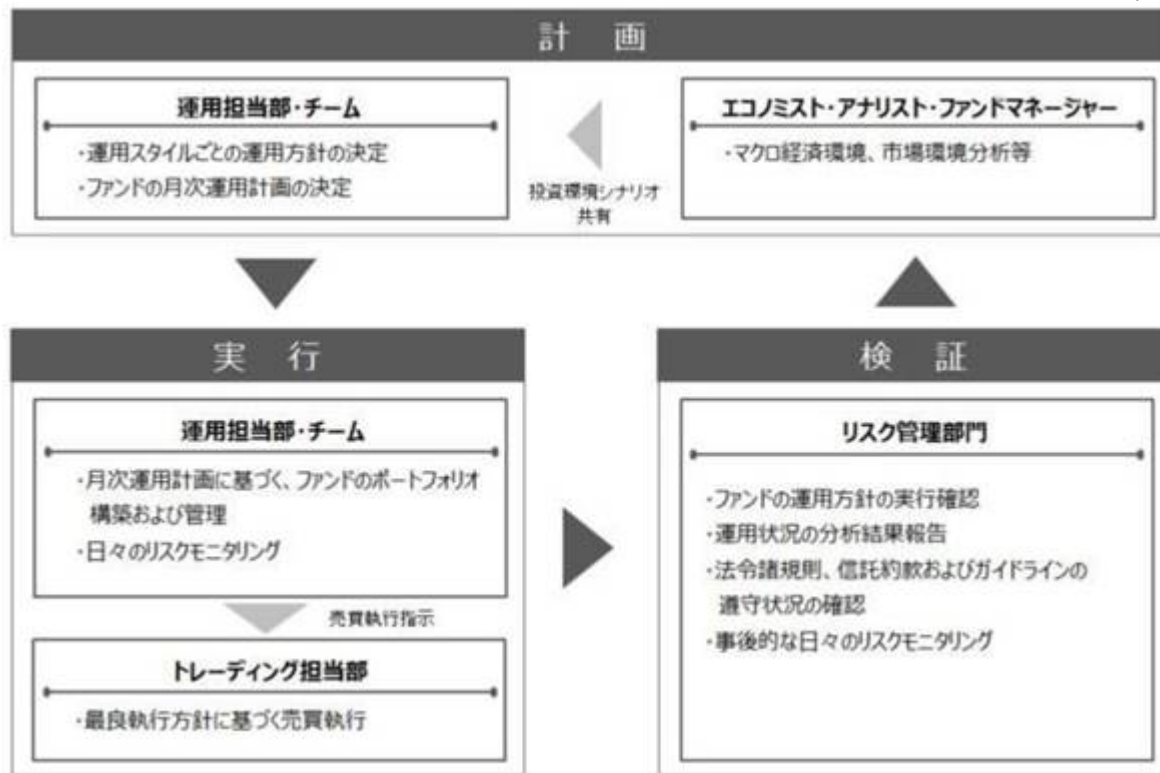 計 画
運用担当部・チーム
・運用スタイルごとの運用方針の決定
・ファンドの月次運用計画の決定
投資環境シナリオ
共有
エコノミスト・アナリスト・ファンドマネージャー
・マクロ経済環境、市場環境分析等
実 行
運用担当部・チーム
・月次運用計画に基づく、ファンドのポートフォリオ
構築および管理
・日々のリスクモニタリング
売買執行指示
トレーディング担当部
・最良執行方針に基づく売買執行
検 証
リスク管理部門
・ファンドの運用方針の実行確認
・運用状況の分析結果報告
・法令諸規則、信託約款およびガイドラインの
遵守状況の確認
・事後的な日々のリスクモニタリング